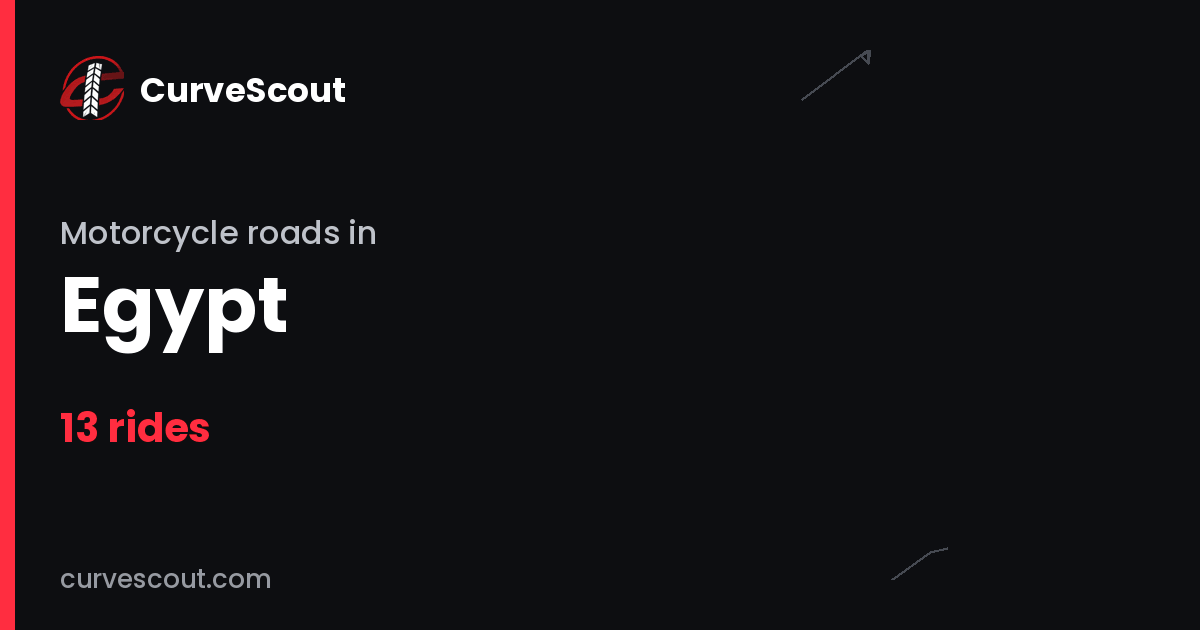 CurveScout
Motorcycle roads in
Egypt
13 rides
curvescout.com